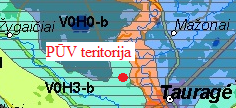 V0H0-b
Žygaičiai
Mažonai
PŪV teritorija
V0H3-b
Tauragė